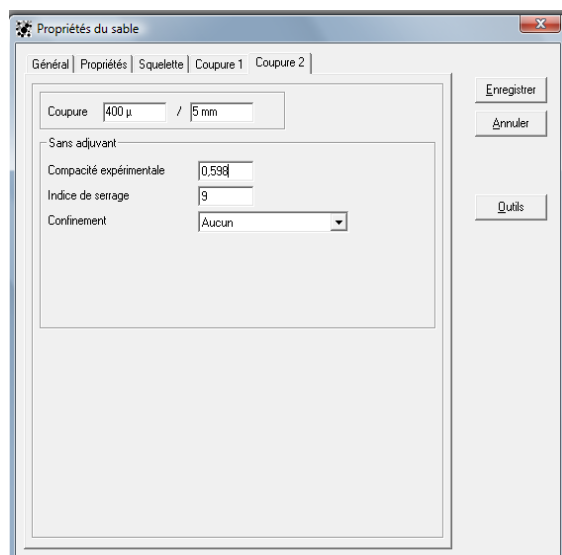 Propriétés du sable
Général Propriétés Squelette Coupure 1 Coupure 2
Coupure 400 µ / 5 mm
Sans adjuvant
Compacité expérimentale 0,598
Indice de serrage 9
Confinement Aucun
Enregistrer
Annuler
Outils